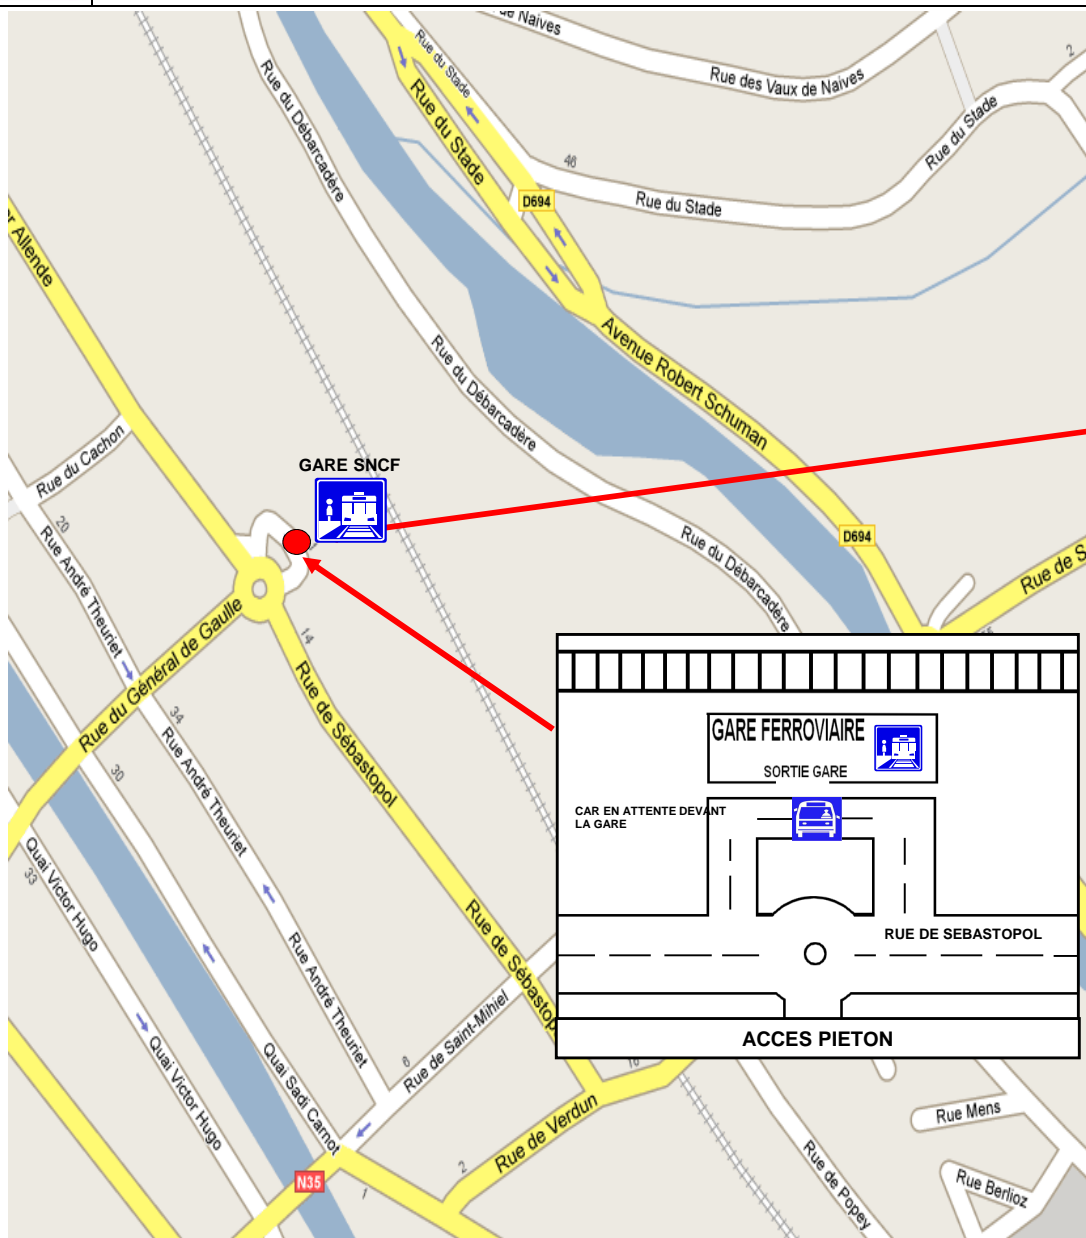 de Naives
Rue du Stade
Rue des Vaux de Naives
2
Rue du Débarcadère
Rue du Stade
Rue du Stade
46
Rue du Stade
D694
Allende
Avenue Robert Schuman
Rue du Débarcadère
Rue du Cachon
GARE SNCF
20
Rue André Theuriet
D694
Rue du Débarcadère
Rue de S
14
Rue du Général de Gaulle
Rue de Sébastopol
34
30
Rue André Theuriet
GARE FERROVIAIRE
SORTIE GARE
CAR EN ATTENTE DEVANT
LA GARE
33
Quai Victor Hugo
Rue de Sébastop
RUE DE SEBASTOPOL
Rue André Theuriet
Rue de Saint-Mihiel
ACCES PIETON
6
Quai Victor Hugo
Quai Sadi Carnot
16
Rue de Verdun
Rue Mens
2
N35
1
Rue de Popey
Rue Berlioz